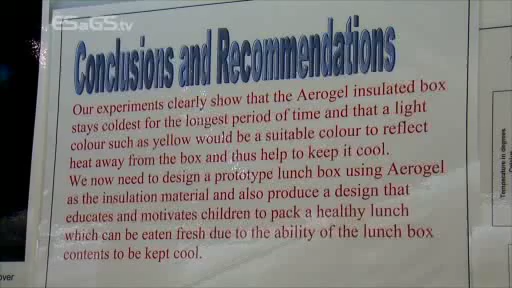 ESaGS.tv
Conclusions and Recommendations
Our experiments clearly show that the Aerogel insulated box
stays coldest for the longest period of time and that a light
colour such as yellow would be a suitable colour to reflect
heat away from the box and thus help to keep it cool.
We now need to design a prototype lunch box using Aerogel
as the insulation material and also produce a design that
educates and motivates children to pack a healthy lunch
which can be eaten fresh due to the ability of the lunch box
contents to be kept cool.
Temperature in degrees
over